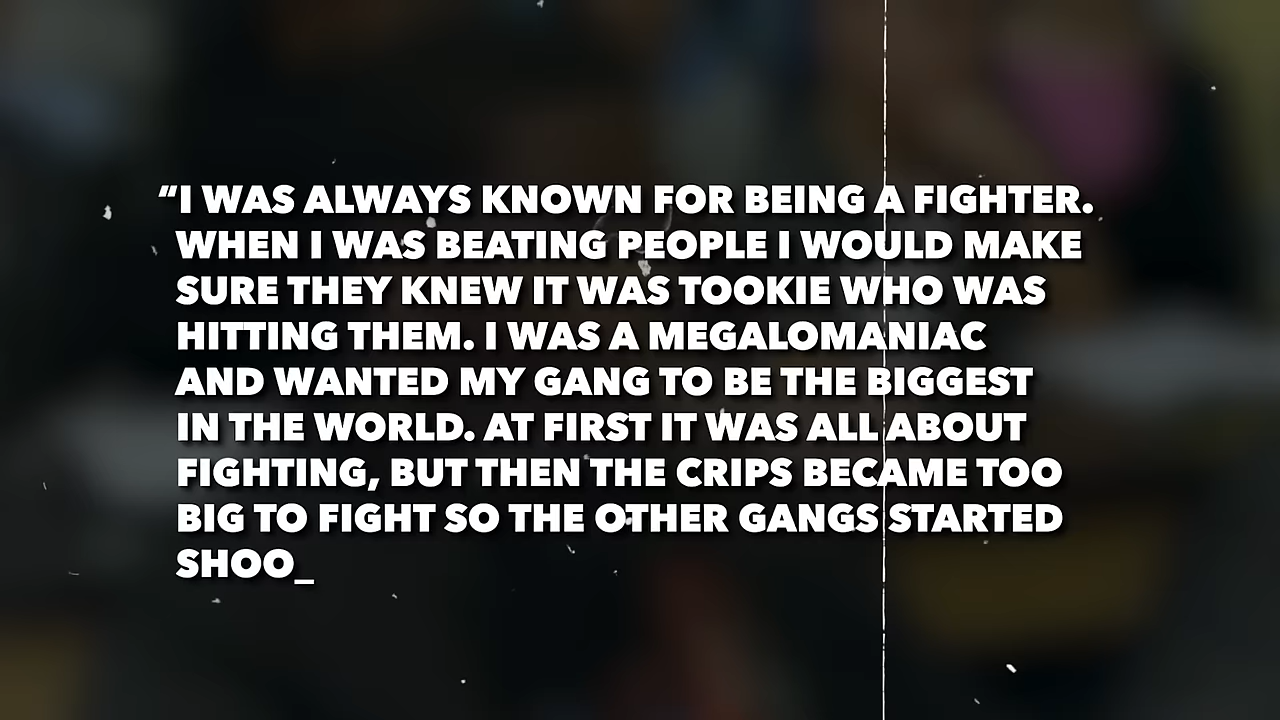 “I WAS ALWAYS KNOWN FOR BEING A FIGHTER.
WHEN I WAS BEATING PEOPLE I WOULD MAKE
SURE THEY KNEW IT WAS TOOKIE WHO WAS
HITTING THEM. I WAS A MEGALOMANIAC
AND WANTED MY GANG TO BE THE BIGGEST
IN THE WORLD. AT FIRST IT WAS ALL ABOUT
FIGHTING, BUT THEN THE CRIPS BECAME TOO
BIG TO FIGHT SO THE OTHER GANGS STARTED
SHOO_